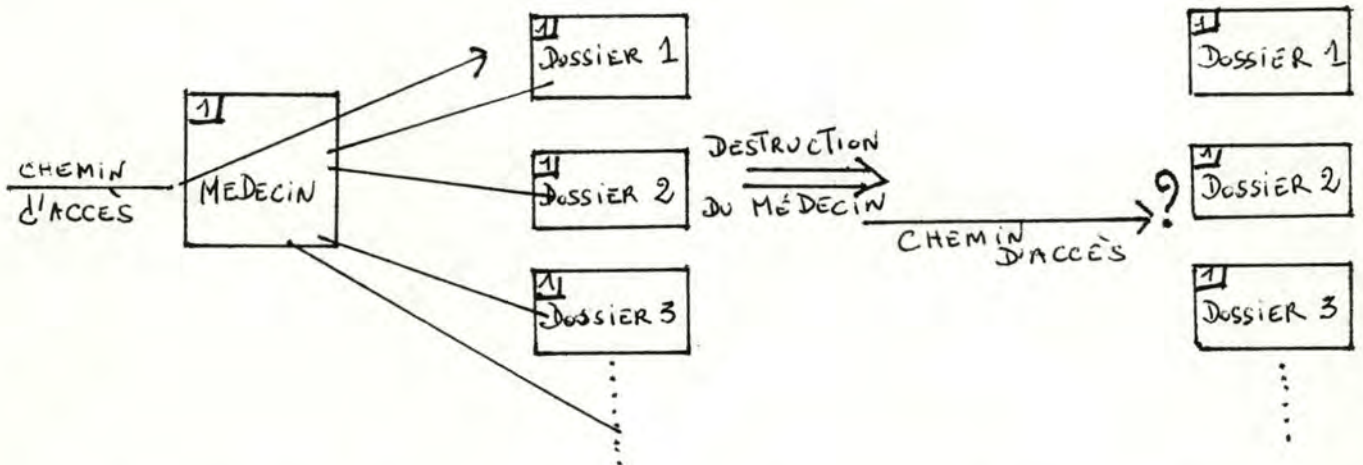 CHEMIN
d'ACCÈS
1
MEDECIN
1
DOSSIER 1
1
DOSSIER 2
1
DOSSIER 3
DESTRUCTION
DU MÉDECIN
CHEMIN
D'ACCÈS
?
1
DOSSIER 1
1
DOSSIER 2
1
DOSSIER 3